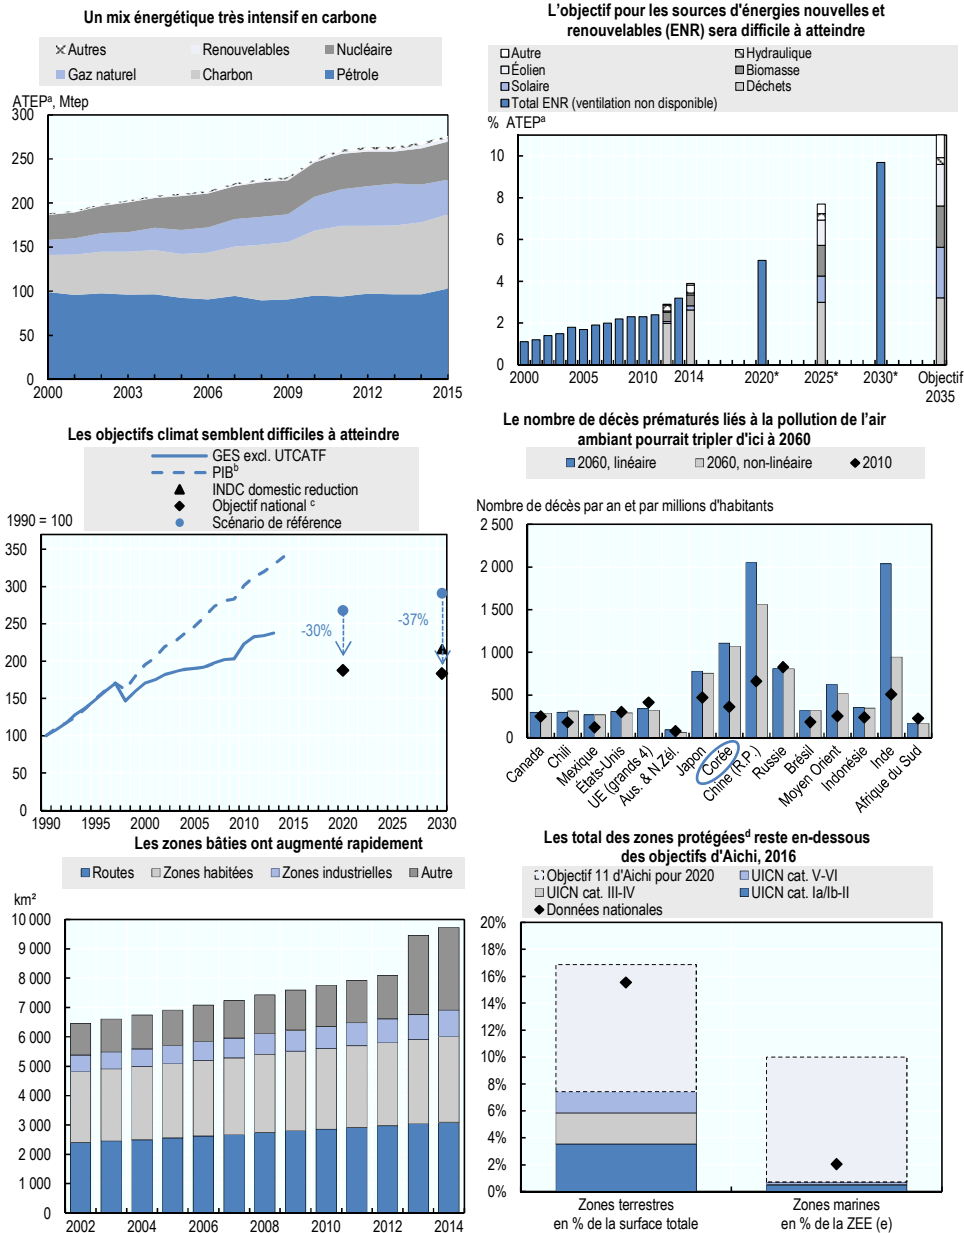 Un mix énergétique très intensif en carbone
Autres
Renouvelables
Nucléaire
Gaz naturel
Charbon
Pétrole
ATEPª, Mtep
300
250
200
150
100
50
0
2000 2003 2006 2009 2012 2015
L'objectif pour les sources d'énergies nouvelles et
renouvelables (ENR) sera difficile à atteindre
Autre
Hydraulique
Éolien
Biomasse
Solaire
Déchets
Total ENR (ventilation non disponible)
% ATEPª
10
8
6
4
2
0
2000 2005 2010 2014 2020* 2025* 2030* Objectif
2035
Les objectifs climat semblent difficiles à atteindre
GES excl. UTCATF
PIBᵇ
INDC domestic reduction
Objectif national ᶜ
Scénario de référence
1990 = 100
350
300
250
200
150
100
50
0
-30%
-37%
1990 1995 2000 2005 2010 2015 2020 2025 2030
Le nombre de décès prématurés liés à la pollution de l'air
ambiant pourrait tripler d'ici à 2060
2060, linéaire
2060, non-linéaire
2010
Nombre de décès par an et par millions d'habitants
2 500
2 000
1 500
1 000
500
0
Canada
Chili
Mexique
États-Unis
UE (grands 4)
Aus. & N.Zél.
Japon
Corée
Chine (R.P.)
Russie
Brésil
Moyen Orient
Indonésie
Inde
Afrique du Sud
Les zones bâties ont augmenté rapidement
Routes
Zones habitées
Zones industrielles
Autre
km²
10 000
9 000
8 000
7 000
6 000
5 000
4 000
3 000
2 000
1 000
0
2002 2004 2006 2008 2010 2012 2014
Les total des zones protégéesᵈ reste en-dessous
des objectifs d'Aichi, 2016
Objectif 11 d'Aichi pour 2020
UICN cat. V-VI
UICN cat. III-IV
UICN cat. Ia/Ib-II
Données nationales
20%
18%
16%
14%
12%
10%
8%
6%
4%
2%
0%
Zones terrestres
en % de la surface totale
Zones marines
en % de la ZEE (e)